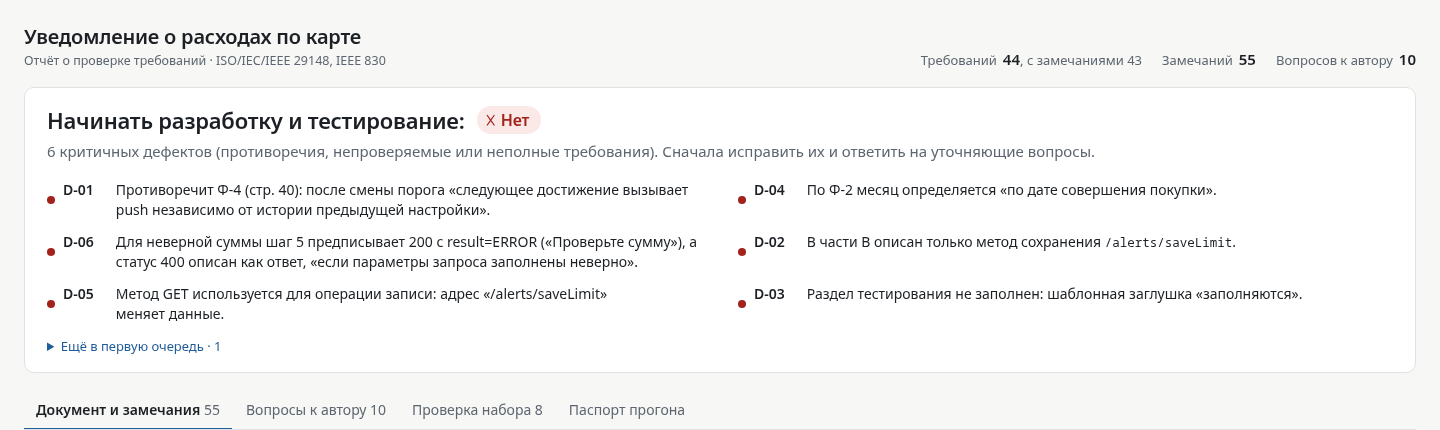 Уведомление о расходах по карте
Отчёт о проверке требований · ISO/IEC/IEEE 29148, IEEE 830
Требований 44, с замечаниями 43 Замечаний 55 Вопросов к автору 10
Начинать разработку и тестирование: X Нет
6 критичных дефектов (противоречия, непроверяемые или неполные требования). Сначала исправить их и ответить на уточняющие вопросы.
D-01 Противоречит Ф-4 (стр. 40): после смены порога «следующее достижение вызывает
push независимо от истории предыдущей настройки».
D-04 По Ф-2 месяц определяется «по дате совершения покупки».
D-06 Для неверной суммы шаг 5 предписывает 200 с result=ERROR («Проверьте сумму»), а
статус 400 описан как ответ, «если параметры запроса заполнены неверно».
D-02 В части В описан только метод сохранения /alerts/saveLimit.
D-05 Метод GET используется для операции записи: адрес «/alerts/saveLimit»
меняет данные.
D-03 Раздел тестирования не заполнен: шаблонная заглушка «заполняются».
Ещё в первую очередь · 1
Документ и замечания 55 Вопросы к автору 10 Проверка набора 8 Паспорт прогона